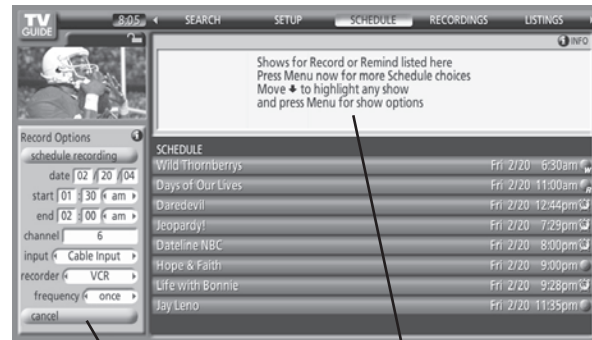 TV
GUIDE
8:05 SEARCH SETUP SCHEDULE RECORDINGS LISTINGS
INFO
Shows for Record or Remind listed here
Press Menu now for more Schedule choices
Move to highlight any show
and press Menu for show options
Record Options
schedule recording
date 02 / 20 / 04
start 01 : 30 am
end 02 : 00 am
channel 6
input Cable Input
recorder VCR
frequency once
cancel
SCHEDULE
Wild Thornberrys Fri 2/20 6:30am W
Days of Our Lives Fri 2/20 11:00am R
Daredevil Fri 2/20 12:44pm
Jeopardy! Fri 2/20 7:29pm
Dateline NBC Fri 2/20 8:00pm
Hope & Faith Fri 2/20 9:00pm
Life with Bonnie Fri 2/20 9:28pm
Jay Leno Fri 2/20 11:35pm